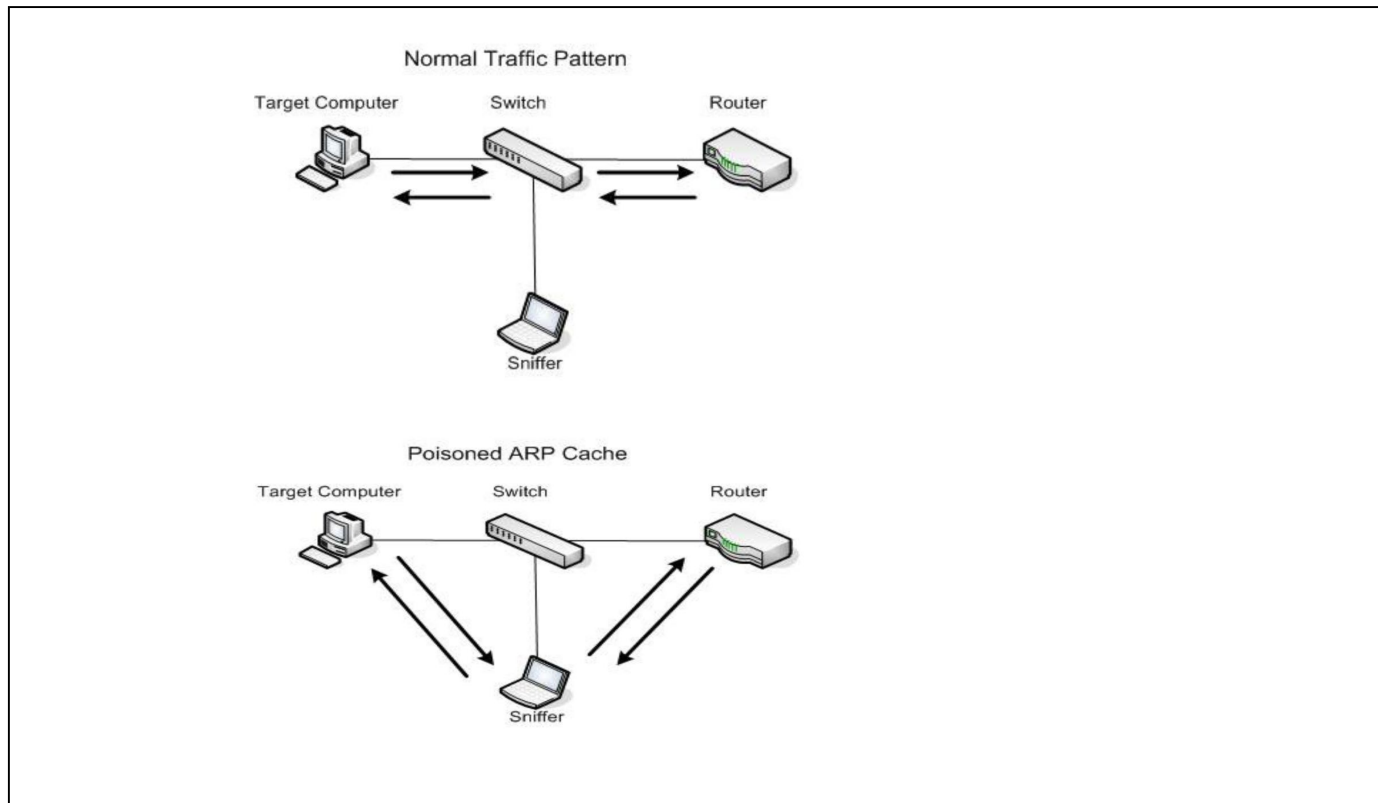 Normal Traffic Pattern
Target Computer Switch Router
Sniffer
Poisoned ARP Cache
Target Computer Switch Router
Sniffer